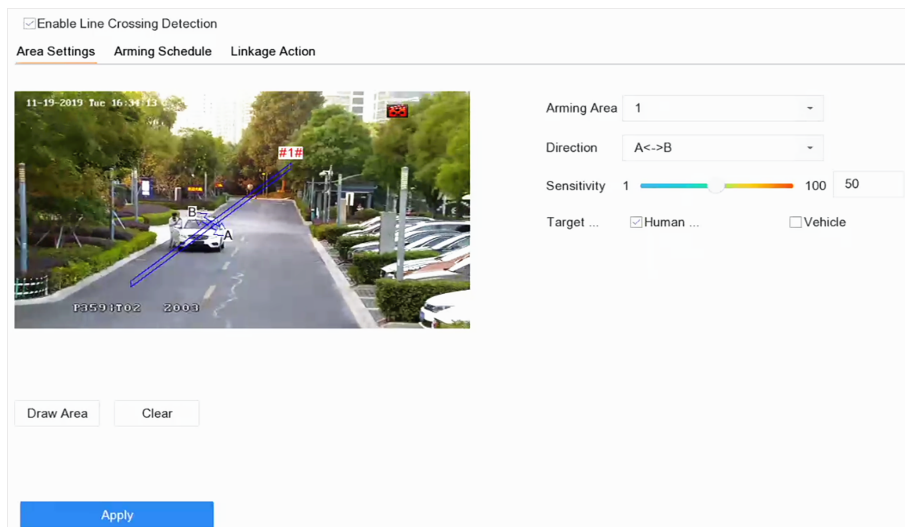 Enable Line Crossing Detection
Area Settings Arming Schedule Linkage Action
11-19-2019 Tue 16:34:13
#1#
B
A
Z003
Arming Area 1
Direction A<->B
Sensitivity 1 100 50
Target ... Human ... Vehicle
Draw Area Clear
Apply